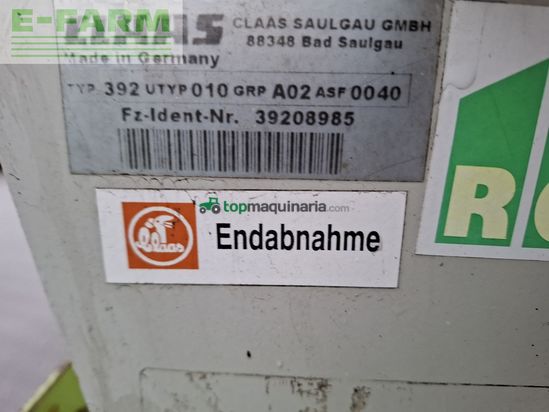 E-FARM
CLAAS
CLAAS SAULGAU GMBH
88348 Bad Saulgau
Made in Germany
TYP 392 UTYP 010 GRP A02 ASF 0040
Fz-Ident-Nr. 39208985
topmaquinaria.com
Endabnahme